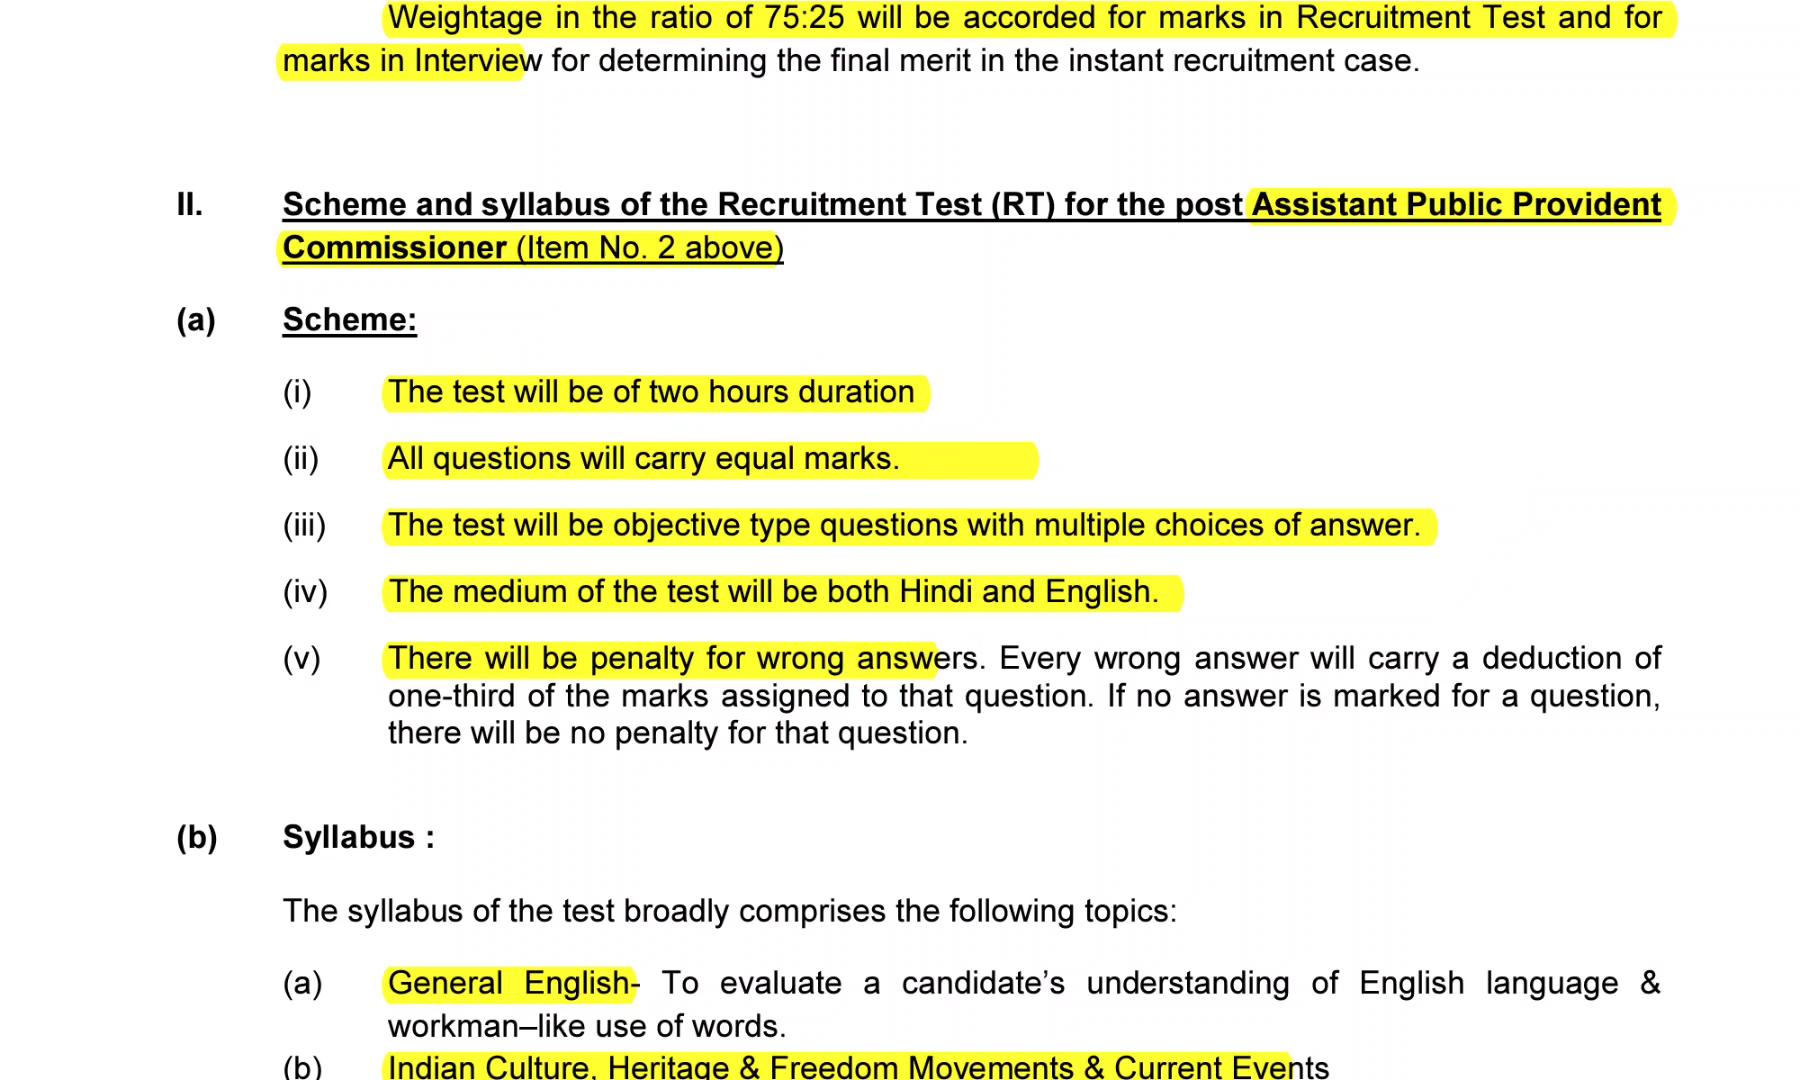 Weightage in the ratio of 75:25 will be accorded for marks in Recruitment Test and for
marks in Interview for determining the final merit in the instant recruitment case.
II. Scheme and syllabus of the Recruitment Test (RT) for the post Assistant Public Provident
Commissioner (Item No. 2 above)
(a) Scheme:
(i) The test will be of two hours duration
(ii) All questions will carry equal marks.
(iii) The test will be objective type questions with multiple choices of answer.
(iv) The medium of the test will be both Hindi and English.
(v) There will be penalty for wrong answers. Every wrong answer will carry a deduction of
one-third of the marks assigned to that question. If no answer is marked for a question,
there will be no penalty for that question.
(b) Syllabus :
The syllabus of the test broadly comprises the following topics:
(a) General English- To evaluate a candidate’s understanding of English language &
workman–like use of words.
(b) Indian Culture, Heritage & Freedom Movements & Current Events